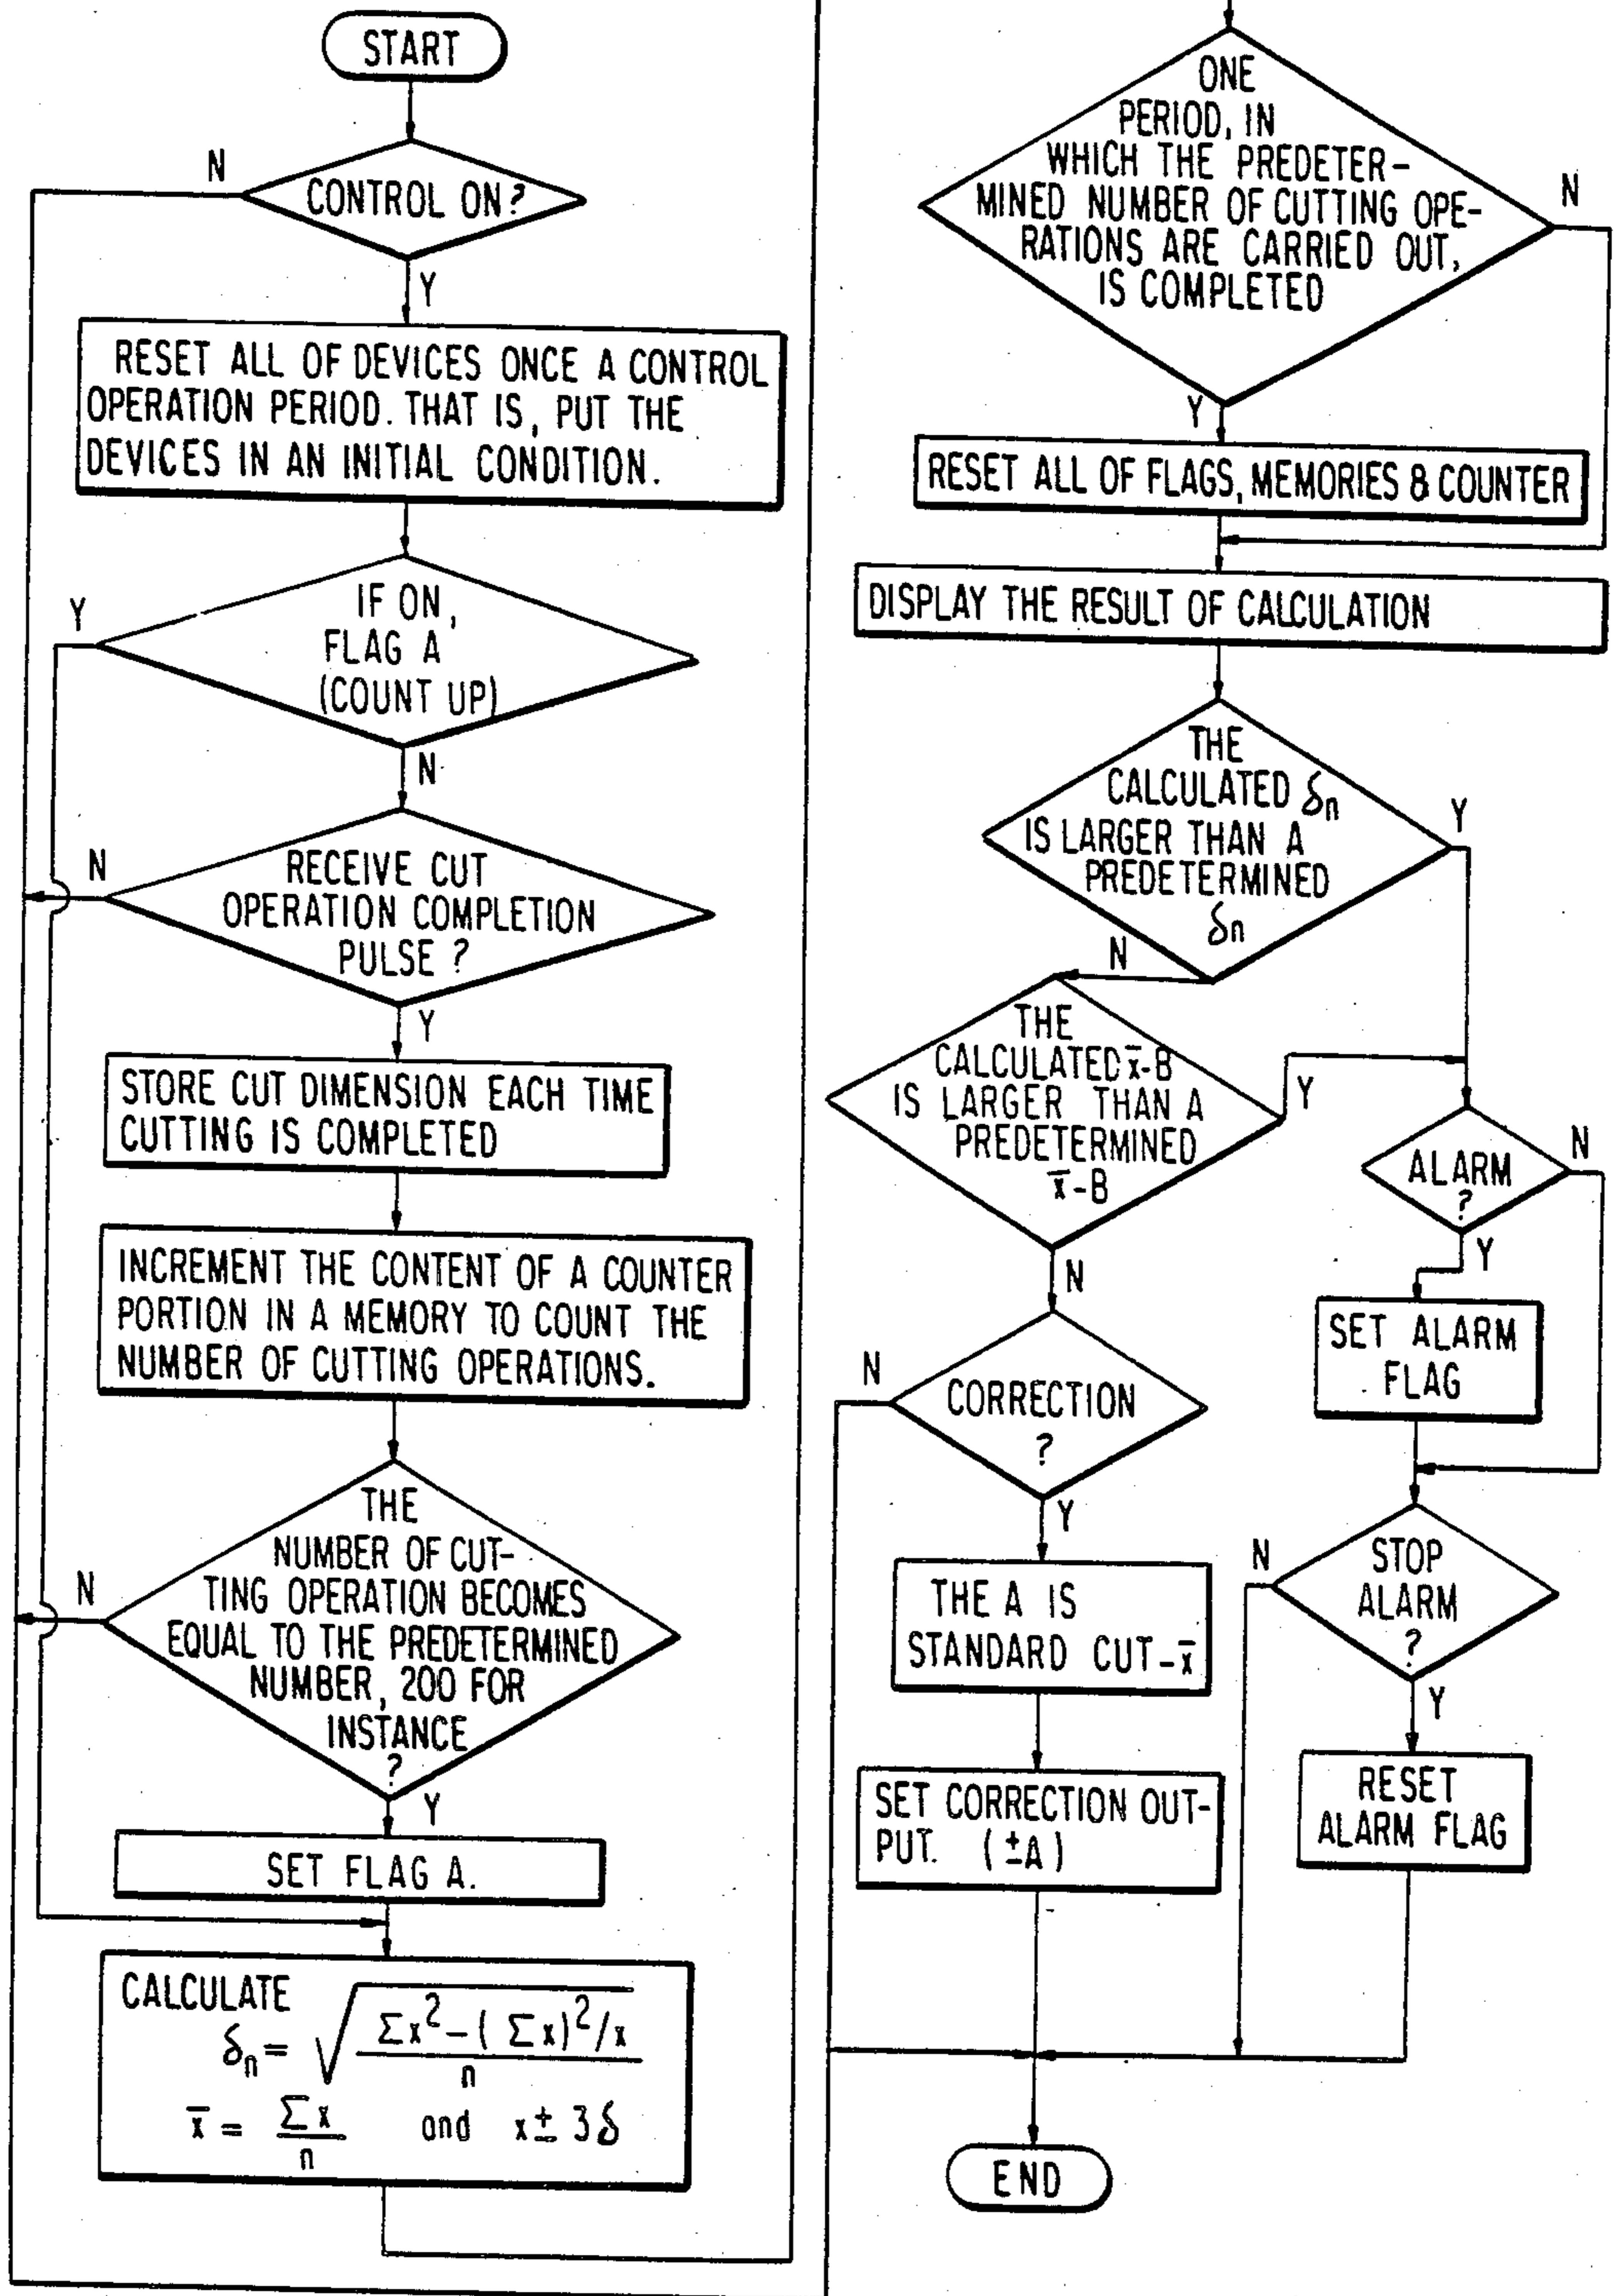 START
N
CONTROL ON?
Y
RESET ALL OF DEVICES ONCE A CONTROL
OPERATION PERIOD. THAT IS, PUT THE
DEVICES IN AN INITIAL CONDITION.
Y
IF ON,
FLAG A
(COUNT UP)
N
N
RECEIVE CUT
OPERATION COMPLETION
PULSE ?
Y
STORE CUT DIMENSION EACH TIME
CUTTING IS COMPLETED
INCREMENT THE CONTENT OF A COUNTER
PORTION IN A MEMORY TO COUNT THE
NUMBER OF CUTTING OPERATIONS.
N
THE
NUMBER OF CUT-
TING OPERATION BECOMES
EQUAL TO THE PREDETERMINED
NUMBER, 200 FOR
INSTANCE
?
Y
SET FLAG A.
CALCULATE
δn = √ Σx² – ( Σx)²/x
n
x̄ = Σx/n and x ± 3δ
ONE
PERIOD, IN
WHICH THE PREDETER-
MINED NUMBER OF CUTTING OPE-
RATIONS ARE CARRIED OUT,
IS COMPLETED
N
Y
RESET ALL OF FLAGS, MEMORIES & COUNTER
DISPLAY THE RESULT OF CALCULATION
THE
CALCULATED δn
IS LARGER THAN A
PREDETERMINED
δn
Y
N
THE
CALCULATED x̄-B
IS LARGER THAN A
PREDETERMINED
x̄-B
Y
N
ALARM
?
N
Y
SET ALARM
FLAG
N
CORRECTION
?
Y
THE A IS
STANDARD CUT-x̄
SET CORRECTION OUT-
PUT. (±A)
N
STOP
ALARM
?
Y
RESET
ALARM FLAG
END